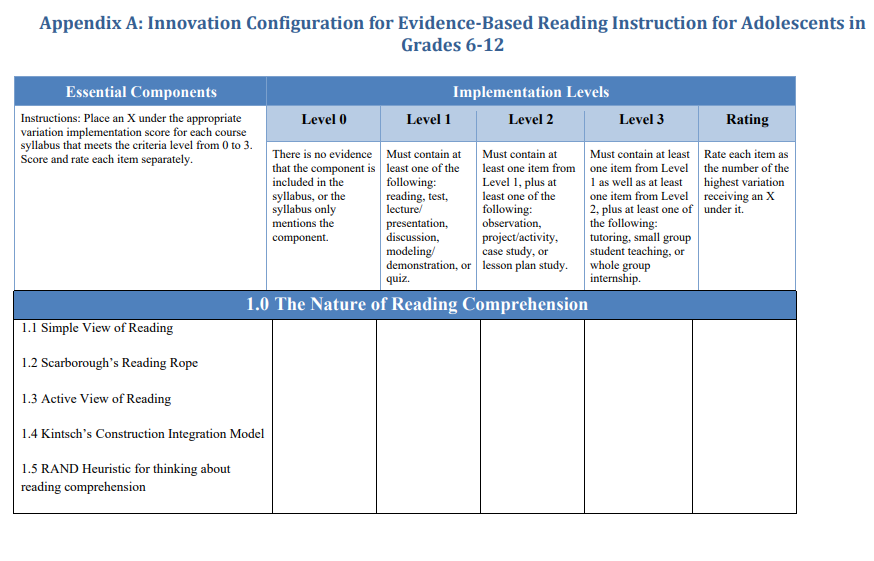 Appendix A: Innovation Configuration for Evidence-Based Reading Instruction for Adolescents in
Grades 6-12
Essential Components
Implementation Levels
Instructions: Place an X under the appropriate
variation implementation score for each course
syllabus that meets the criteria level from 0 to 3.
Score and rate each item separately.
Level 0
Level 1
Level 2
Level 3
Rating
There is no evidence
that the component is
included in the
syllabus, or the
syllabus only
mentions the
component.
Must contain at
least one of the
following:
reading, test,
lecture/
presentation,
discussion,
modeling/
demonstration, or
quiz.
Must contain at
least one item from
Level 1, plus at
least one of the
following:
observation,
project/activity,
case study, or
lesson plan study.
Must contain at least
one item from Level
1 as well as at least
one item from Level
2, plus at least one of
the following:
tutoring, small group
student teaching, or
whole group
internship.
Rate each item as
the number of the
highest variation
receiving an X
under it.
1.0 The Nature of Reading Comprehension
1.1 Simple View of Reading
1.2 Scarborough’s Reading Rope
1.3 Active View of Reading
1.4 Kintsch’s Construction Integration Model
1.5 RAND Heuristic for thinking about
reading comprehension